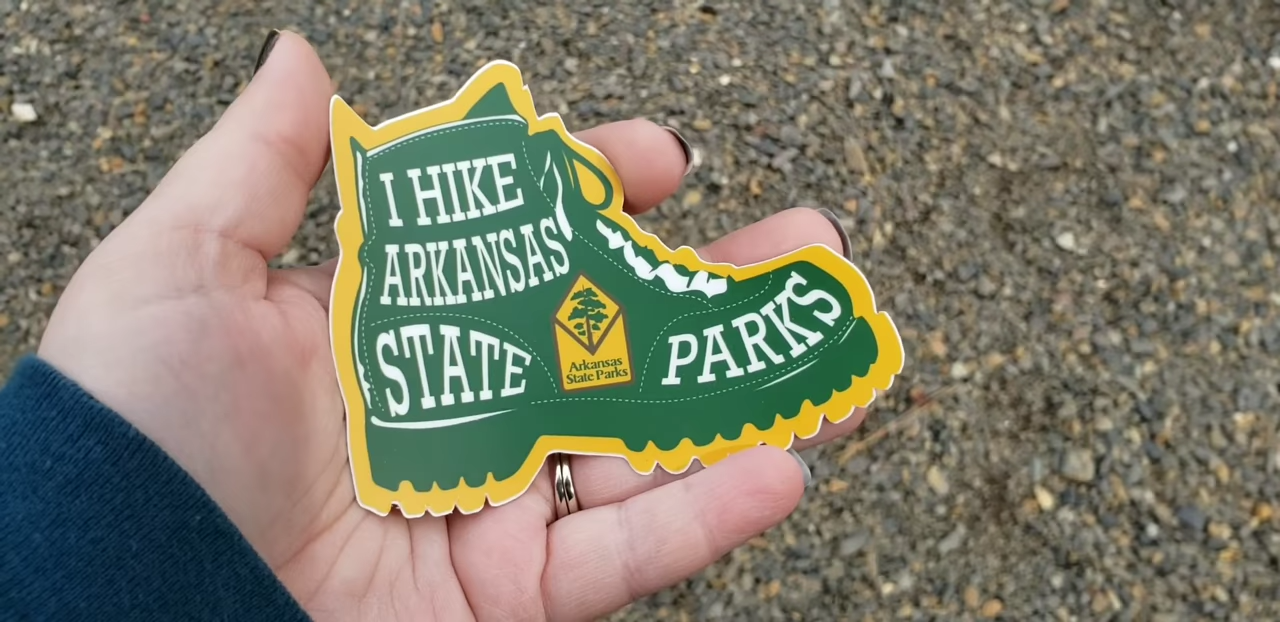 I HIKE
ARKANSAS
STATE
PARKS
Arkansas
State Parks